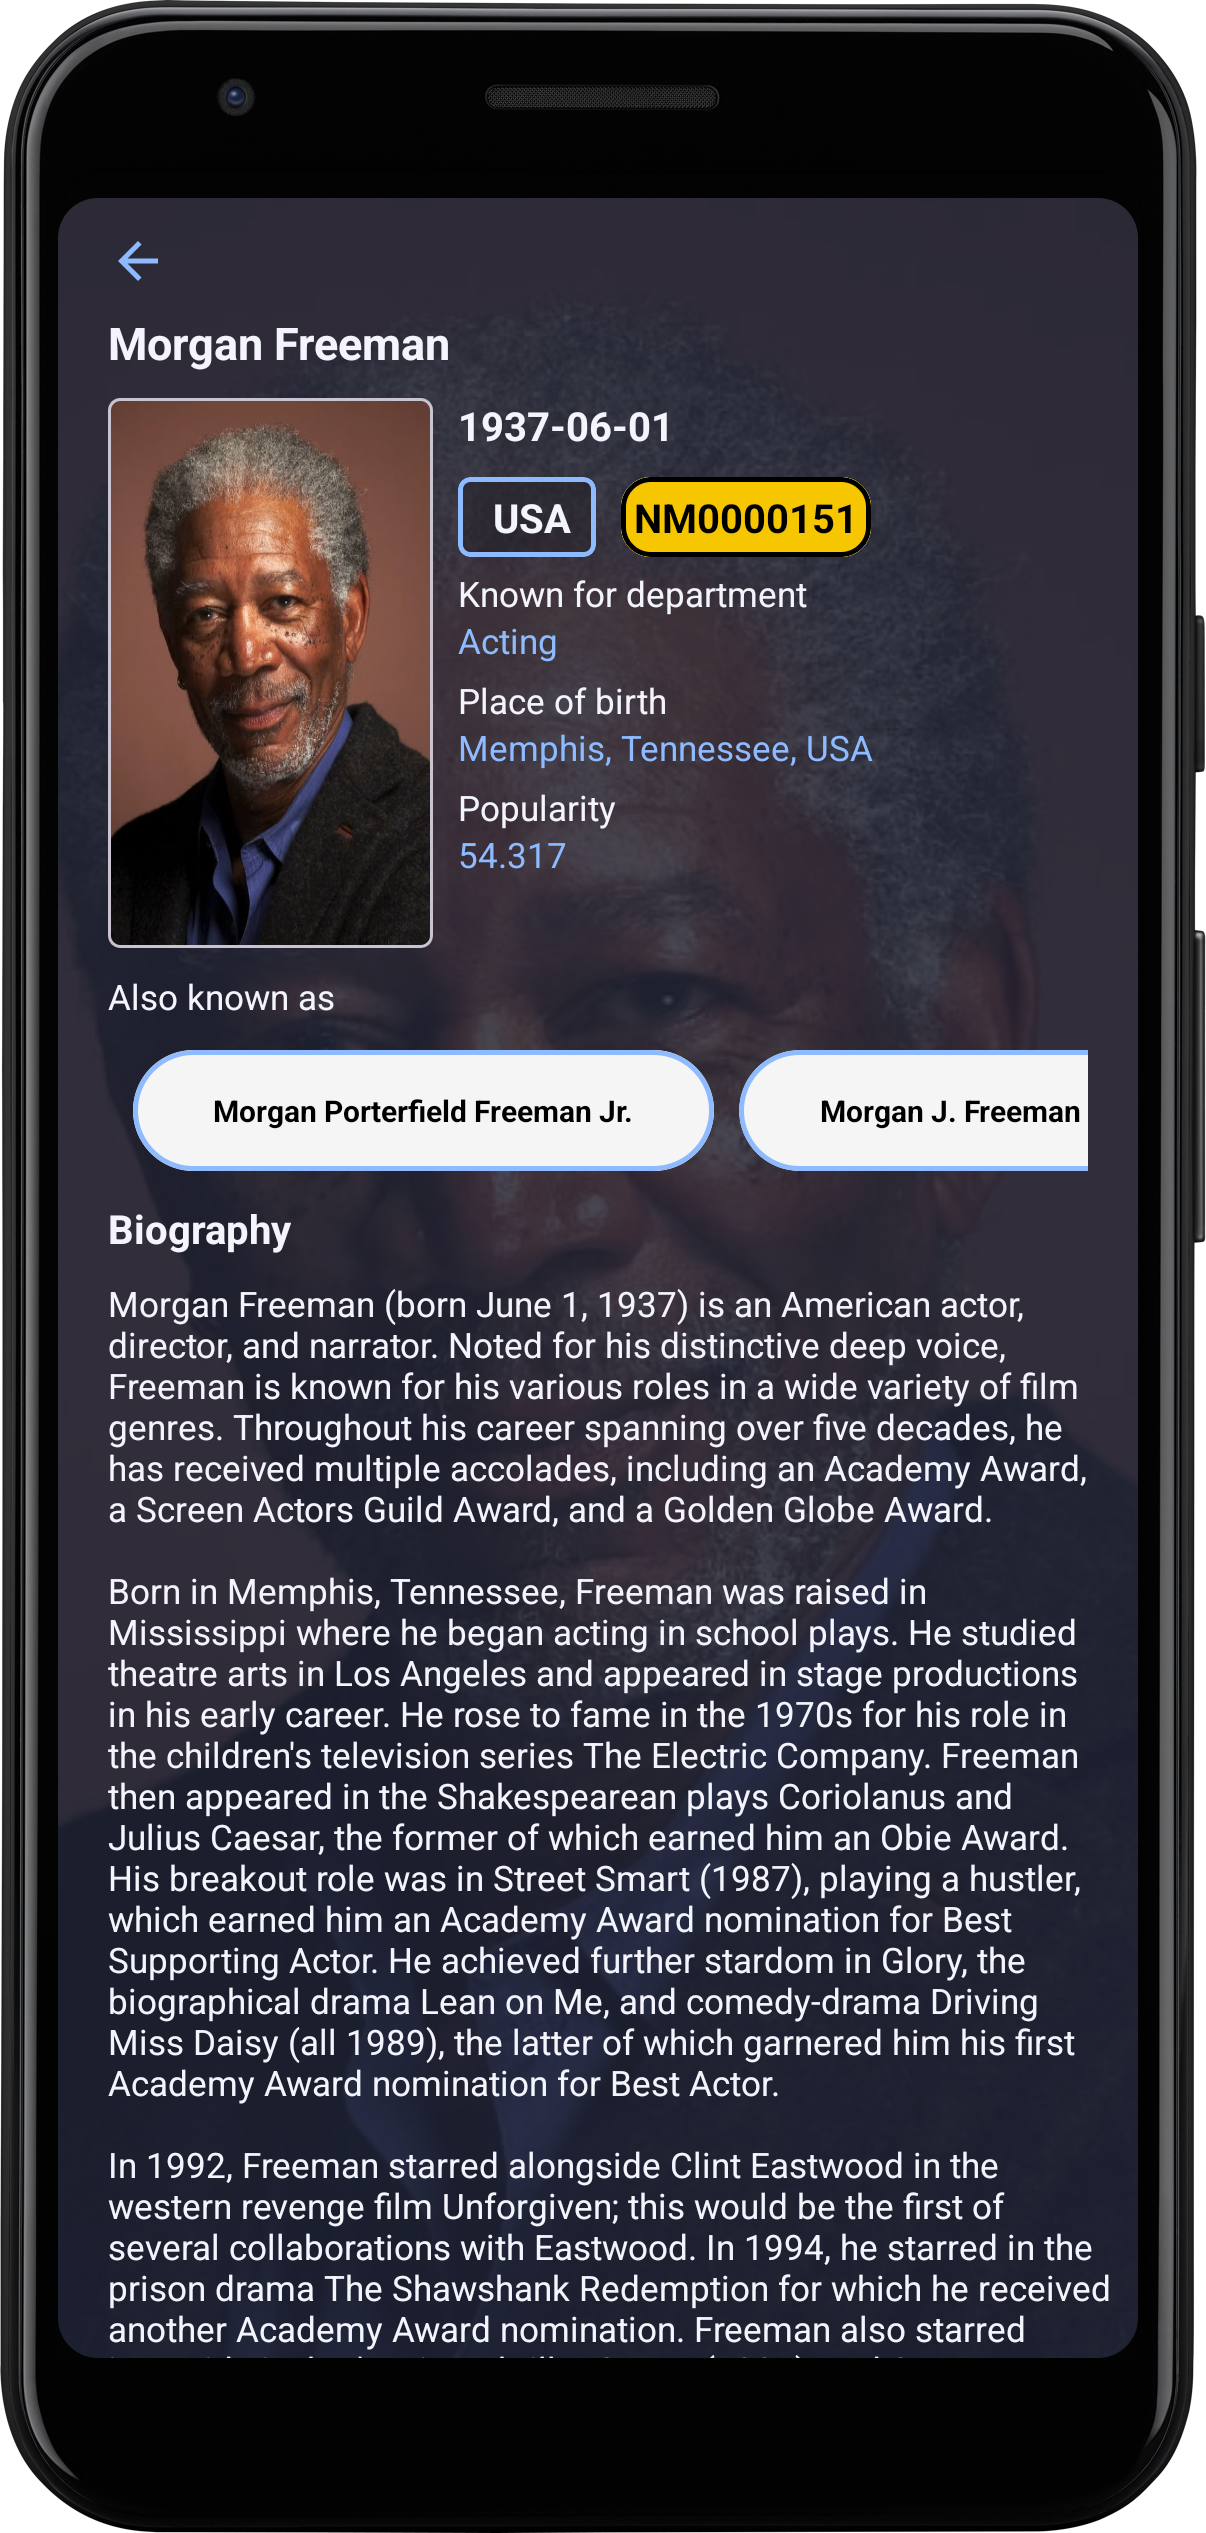 Morgan Freeman
1937-06-01
USA
NM0000151
Known for department
Acting
Place of birth
Memphis, Tennessee, USA
Popularity
54.317
Also known as
Morgan Porterfield Freeman Jr.
Morgan J. Freeman
Biography
Morgan Freeman (born June 1, 1937) is an American actor,
director, and narrator. Noted for his distinctive deep voice,
Freeman is known for his various roles in a wide variety of film
genres. Throughout his career spanning over five decades, he
has received multiple accolades, including an Academy Award,
a Screen Actors Guild Award, and a Golden Globe Award.
Born in Memphis, Tennessee, Freeman was raised in
Mississippi where he began acting in school plays. He studied
theatre arts in Los Angeles and appeared in stage productions
in his early career. He rose to fame in the 1970s for his role in
the children's television series The Electric Company. Freeman
then appeared in the Shakespearean plays Coriolanus and
Julius Caesar, the former of which earned him an Obie Award.
His breakout role was in Street Smart (1987), playing a hustler,
which earned him an Academy Award nomination for Best
Supporting Actor. He achieved further stardom in Glory, the
biographical drama Lean on Me, and comedy-drama Driving
Miss Daisy (all 1989), the latter of which garnered him his first
Academy Award nomination for Best Actor.
In 1992, Freeman starred alongside Clint Eastwood in the
western revenge film Unforgiven; this would be the first of
several collaborations with Eastwood. In 1994, he starred in the
prison drama The Shawshank Redemption for which he received
another Academy Award nomination. Freeman also starred